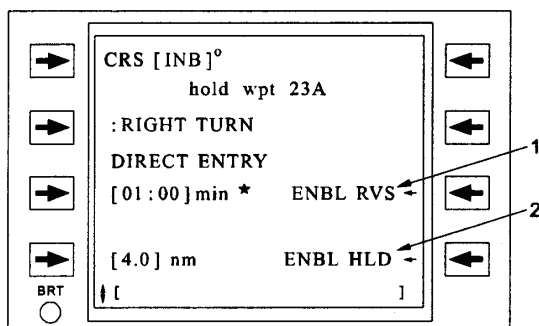 CRS [INB]°
hold wpt 23A
:RIGHT TURN
DIRECT ENTRY
[01:00]min ★ ENBL RVS ←
[4.0] nm ENBL HLD ←
[ ]
BRT
1
2